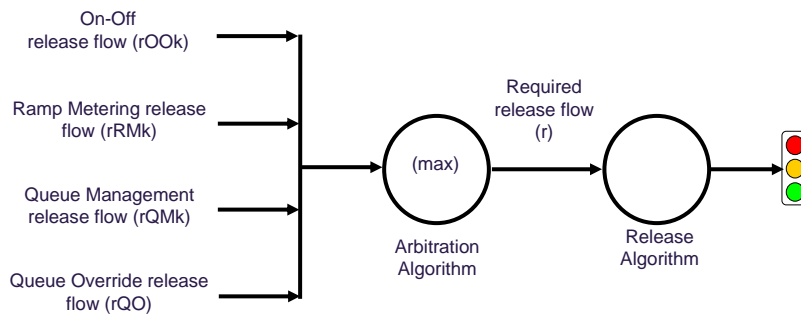 On-Off
release flow (rOOk)
Ramp Metering release
flow (rRMk)
Queue Management
release flow (rQMk)
Queue Override release
flow (rQO)
(max)
Arbitration
Algorithm
Required
release flow
(r)
Release
Algorithm